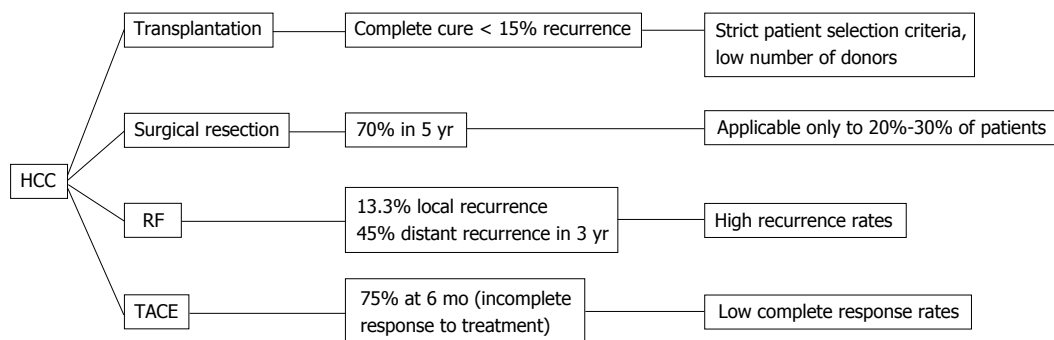 Transplantation
Complete cure < 15% recurrence
Strict patient selection criteria,
low number of donors
Surgical resection
70% in 5 yr
Applicable only to 20%-30% of patients
HCC
RF
13.3% local recurrence
45% distant recurrence in 3 yr
High recurrence rates
TACE
75% at 6 mo (incomplete
response to treatment)
Low complete response rates